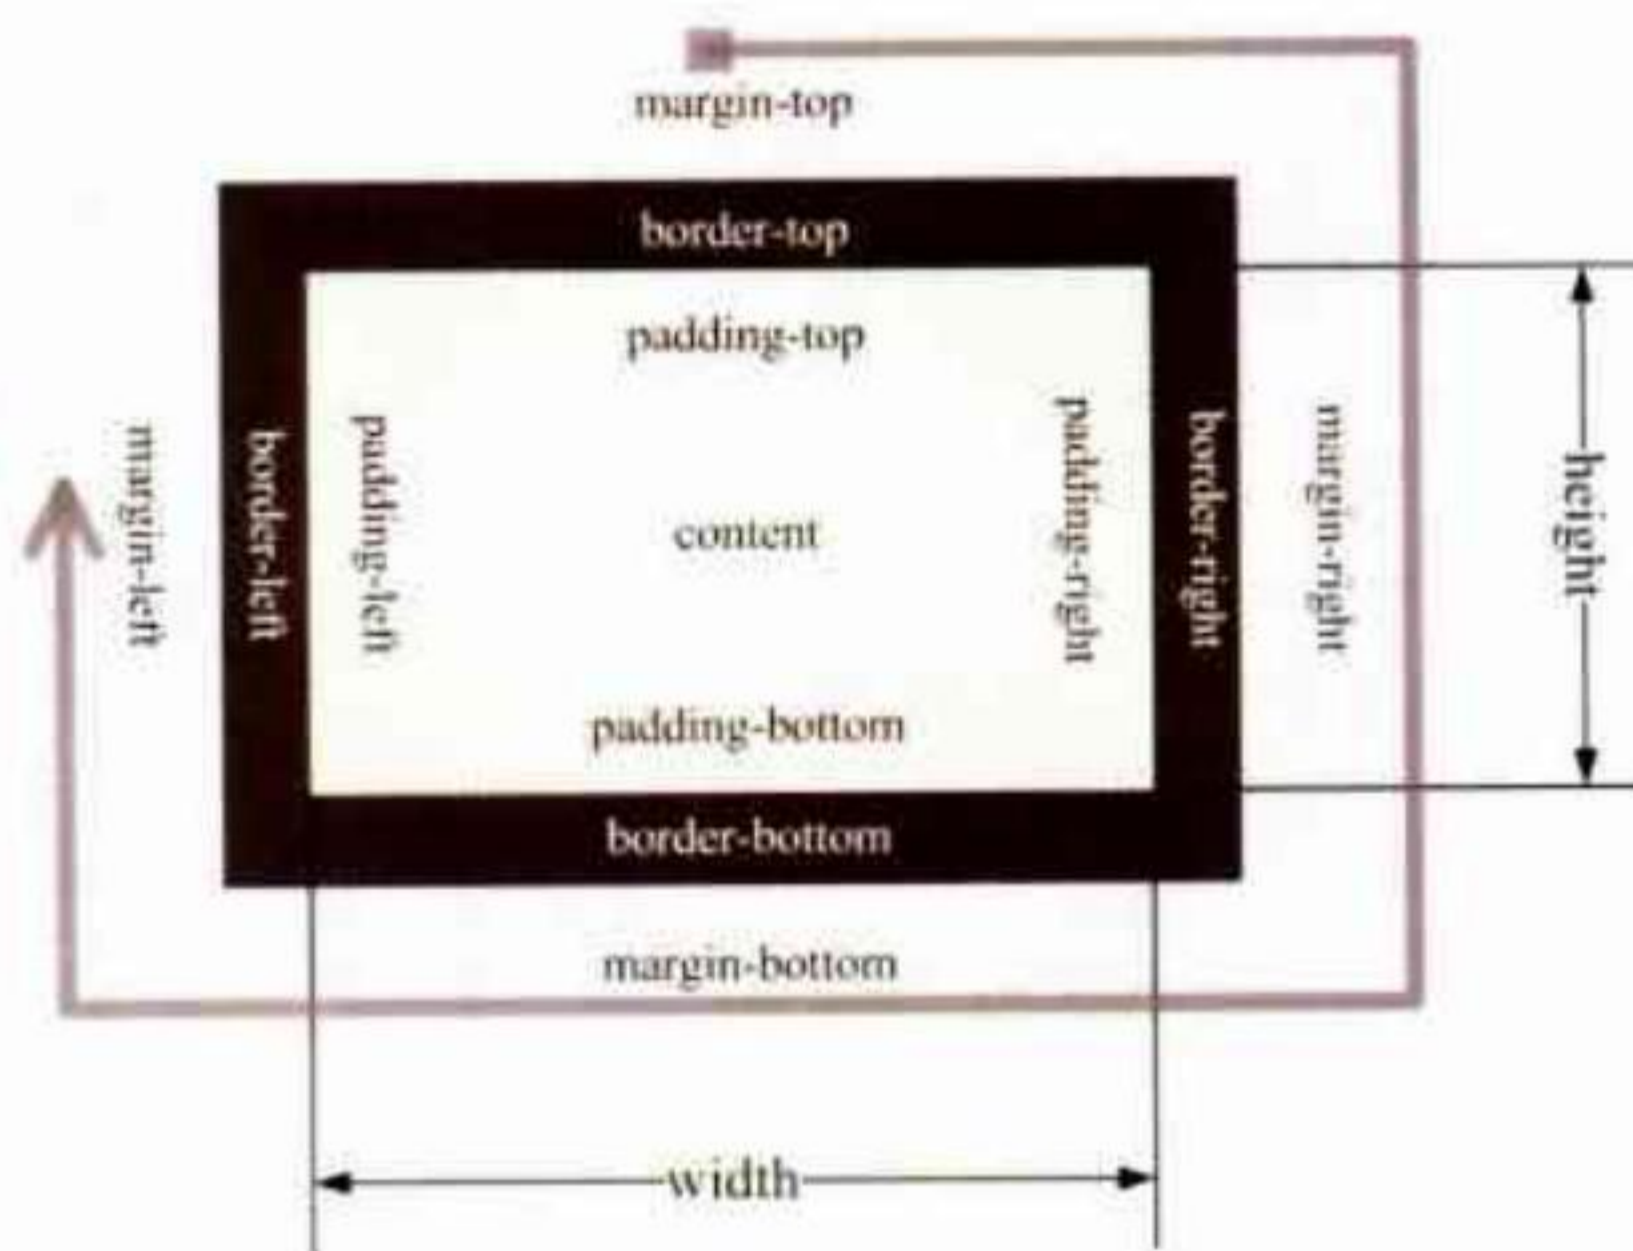 margin-top
border-top
padding-top
margin-left
border-left
padding-left
content
padding-right
border-right
margin-right
height
padding-bottom
border-bottom
margin-bottom
width